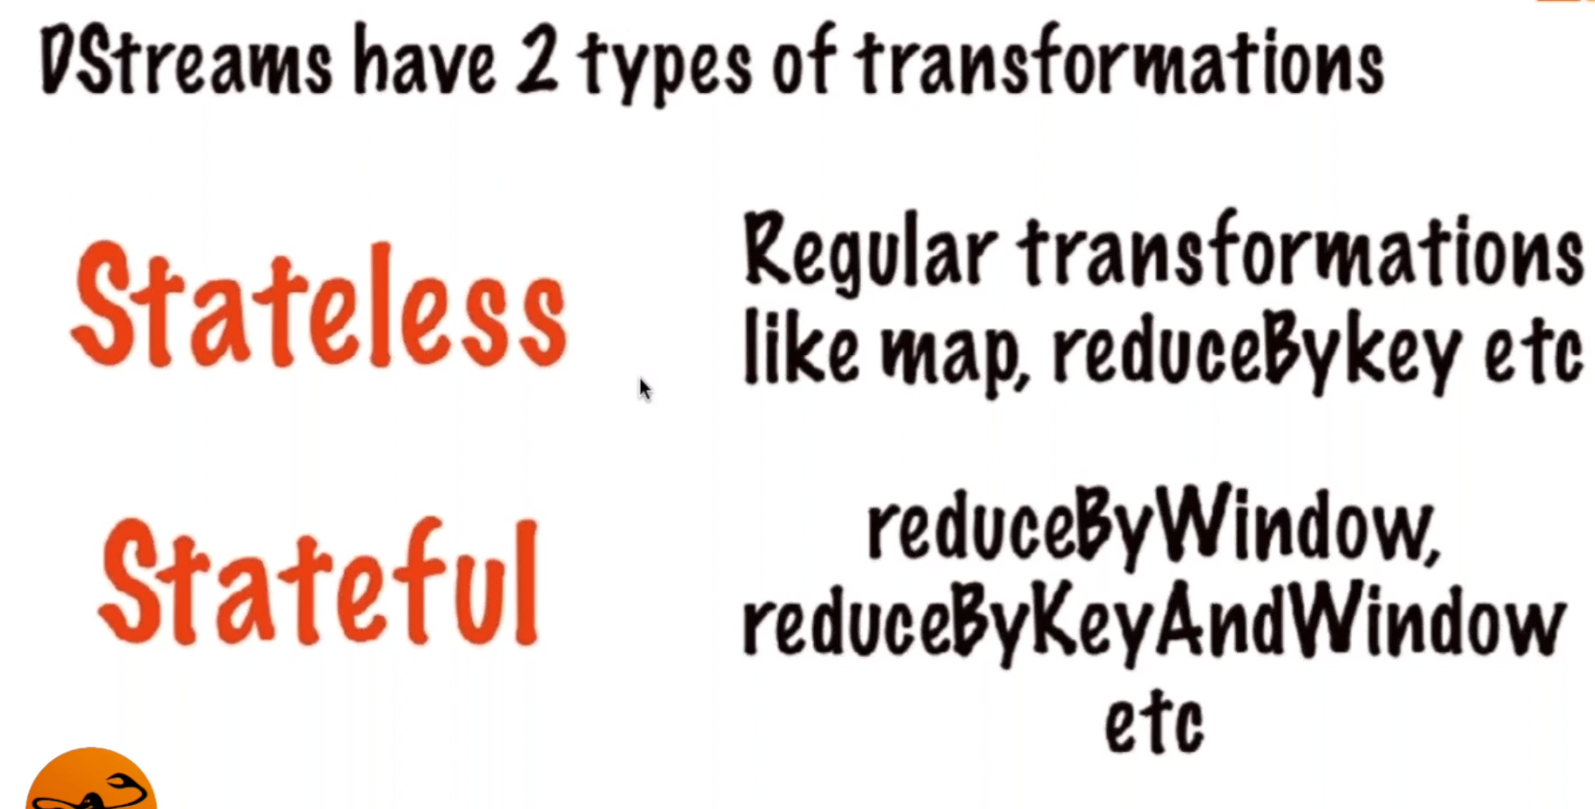 DStreams have 2 types of transformations
Stateless
Regular transformations
like map, reduceBykey etc
Stateful
reduceByWindow,
reduceByKeyAndWindow
etc